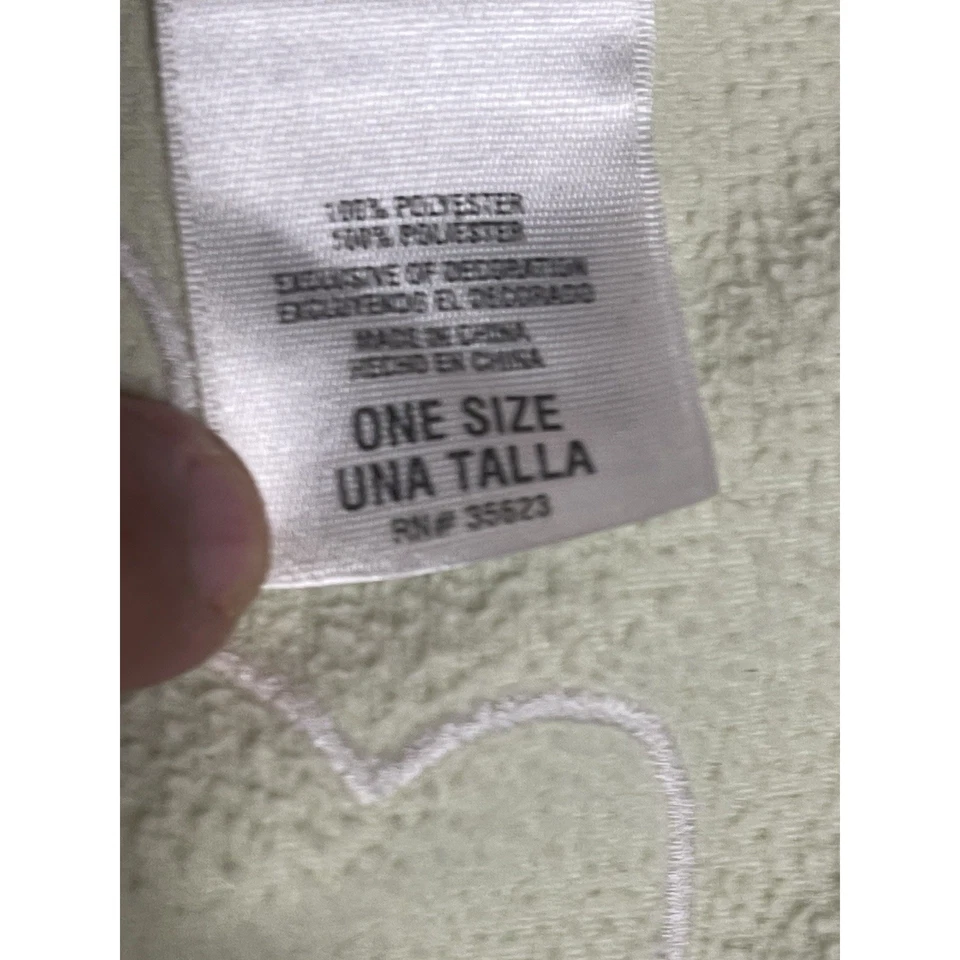 100% POLYESTER
100% POLIESTER
EXCLUSIVE OF DECORATION
EXCLUYENDO EL DECORADO
MADE IN CHINA
HECHO EN CHINA
ONE SIZE
UNA TALLA
RN# 35623